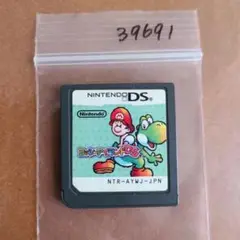 39691
NINTENDO DS
Nintendo
NTR-AYWJ-JPN